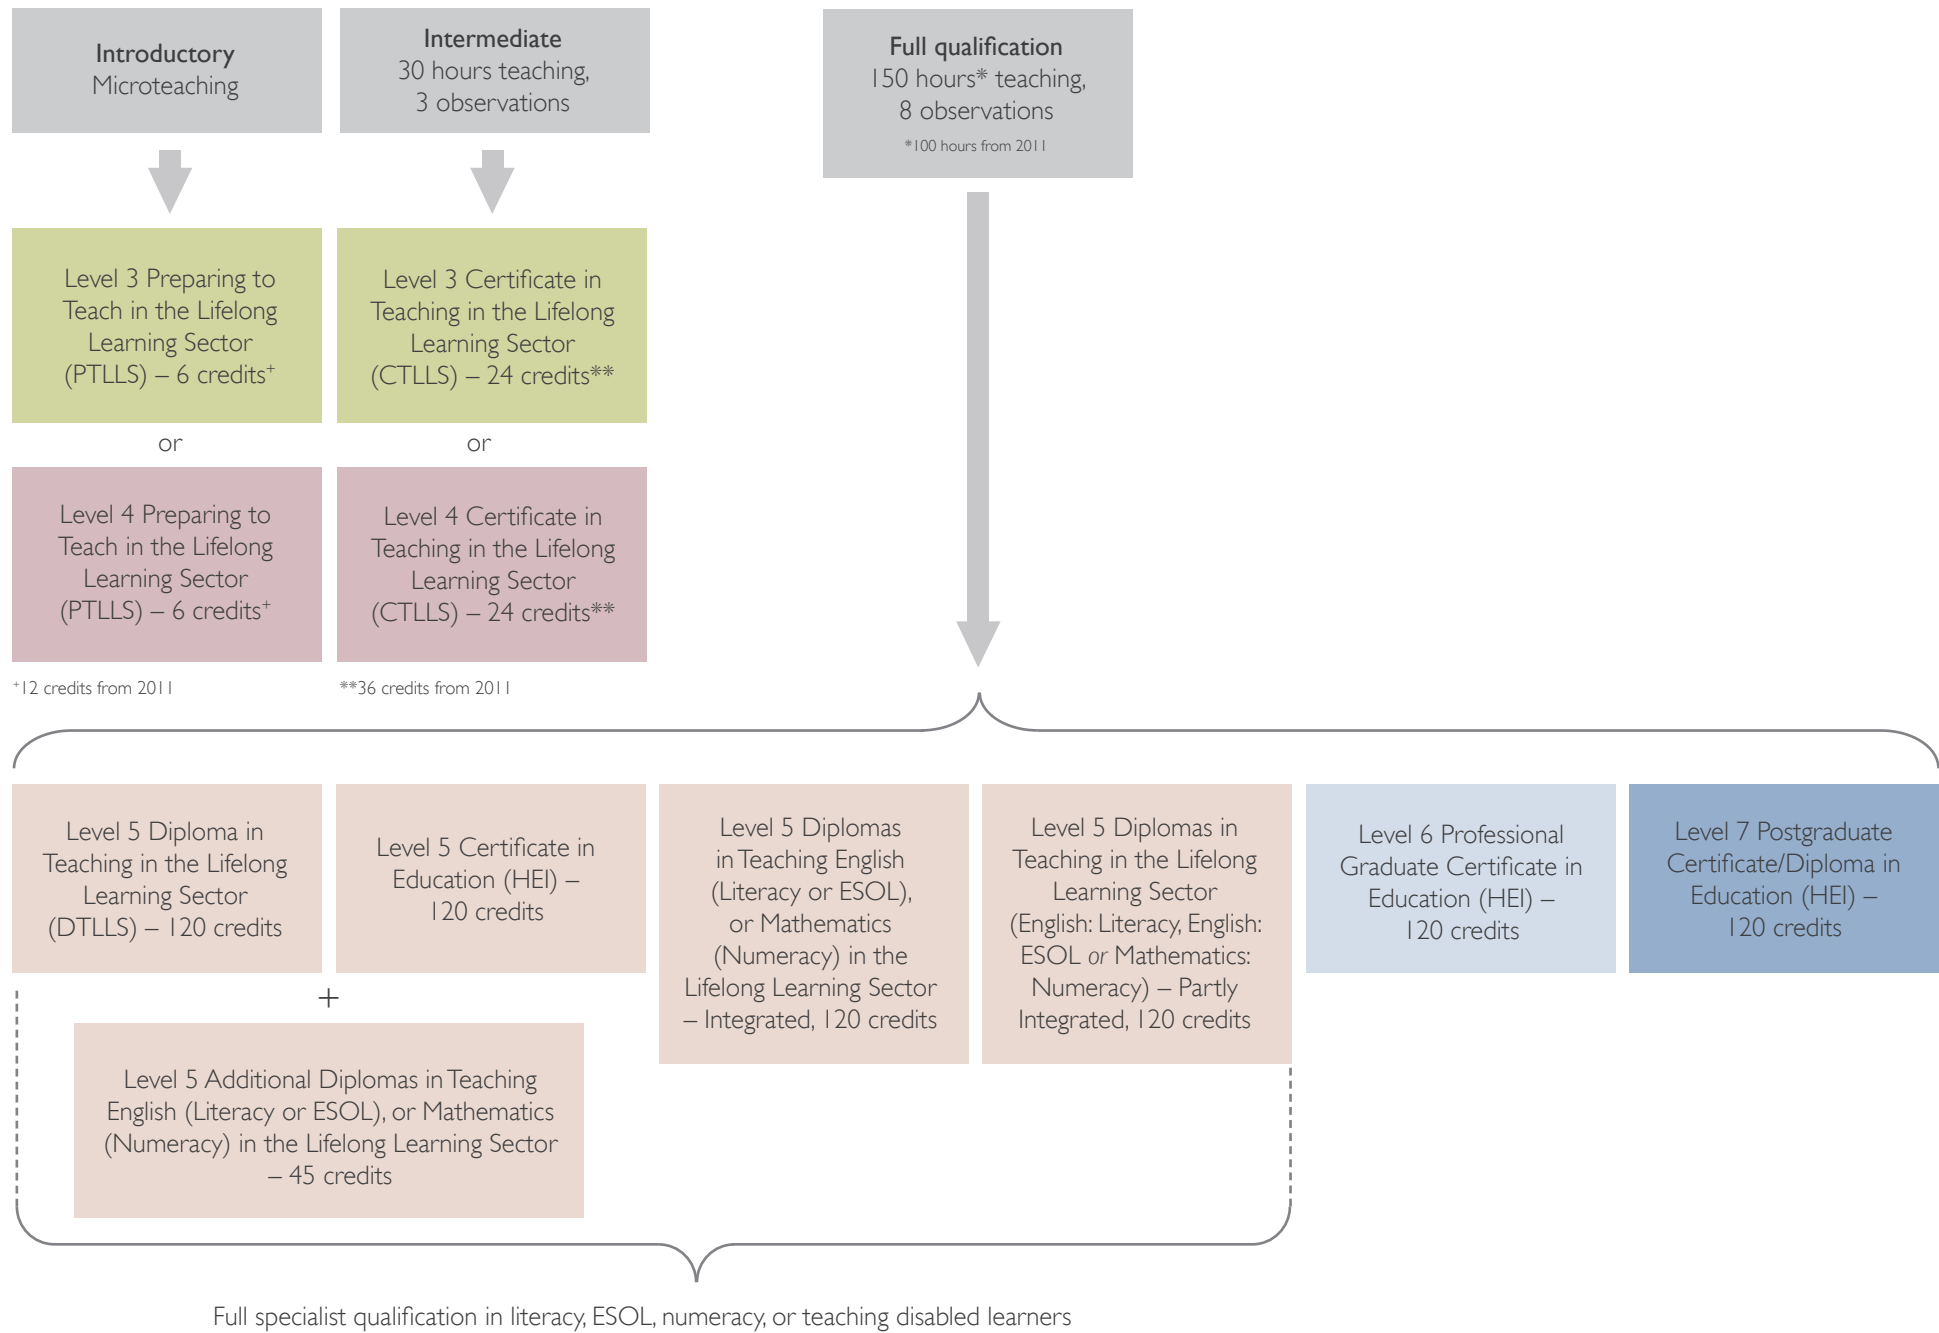 Introductory
Microteaching
Intermediate
30 hours teaching,
3 observations
Full qualification
150 hours* teaching,
8 observations
*100 hours from 2011
Level 3 Preparing to
Teach in the Lifelong
Learning Sector
(PTLLS) – 6 credits+
Level 3 Certificate in
Teaching in the Lifelong
Learning Sector
(CTLLS) – 24 credits**
or
or
Level 4 Preparing to
Teach in the Lifelong
Learning Sector
(PTLLS) – 6 credits+
Level 4 Certificate in
Teaching in the Lifelong
Learning Sector
(CTLLS) – 24 credits**
+12 credits from 2011
**36 credits from 2011
Level 5 Diploma in
Teaching in the Lifelong
Learning Sector
(DTLLS) – 120 credits
Level 5 Certificate in
Education (HEI) –
120 credits
Level 5 Diplomas
in Teaching English
(Literacy or ESOL),
or Mathematics
(Numeracy) in the
Lifelong Learning Sector
– Integrated, 120 credits
Level 5 Diplomas in
Teaching in the Lifelong
Learning Sector
(English: Literacy, English:
ESOL or Mathematics:
Numeracy) – Partly
Integrated, 120 credits
Level 6 Professional
Graduate Certificate in
Education (HEI) –
120 credits
Level 7 Postgraduate
Certificate/Diploma in
Education (HEI) –
120 credits
+
Level 5 Additional Diplomas in Teaching
English (Literacy or ESOL), or Mathematics
(Numeracy) in the Lifelong Learning Sector
– 45 credits
Full specialist qualification in literacy, ESOL, numeracy, or teaching disabled learners